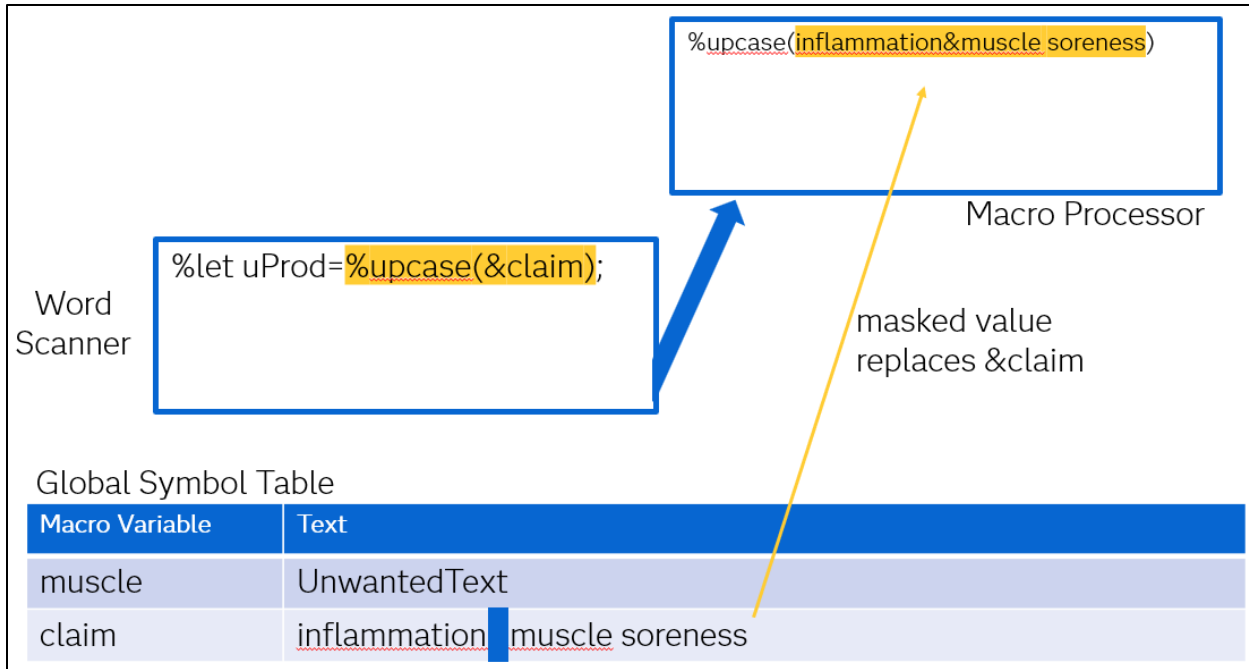 %upcase(inflammation&muscle soreness)
Macro Processor
%let uProd=%upcase(&claim);
Word
Scanner
masked value
replaces &claim
Global Symbol Table
Macro Variable Text
muscle UnwantedText
claim inflammation muscle soreness